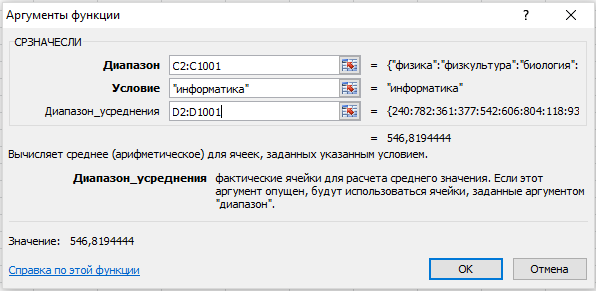 Аргументы функции
СРЗНАЧЕСЛИ
Диапазон C2:C1001 = {"физика":"физкультура":"биология":
Условие "информатика" = "информатика"
Диапазон_усреднения D2:D1001 = {240:782:361:377:542:606:804:118:93
= 546,8194444
Вычисляет среднее (арифметическое) для ячеек, заданных указанным условием.
Диапазон_усреднения фактические ячейки для расчета среднего значения. Если этот
аргумент опущен, будут использоваться ячейки, заданные аргументом
"диапазон".
Значение: 546,8194444
Справка по этой функции
ОК
Отмена